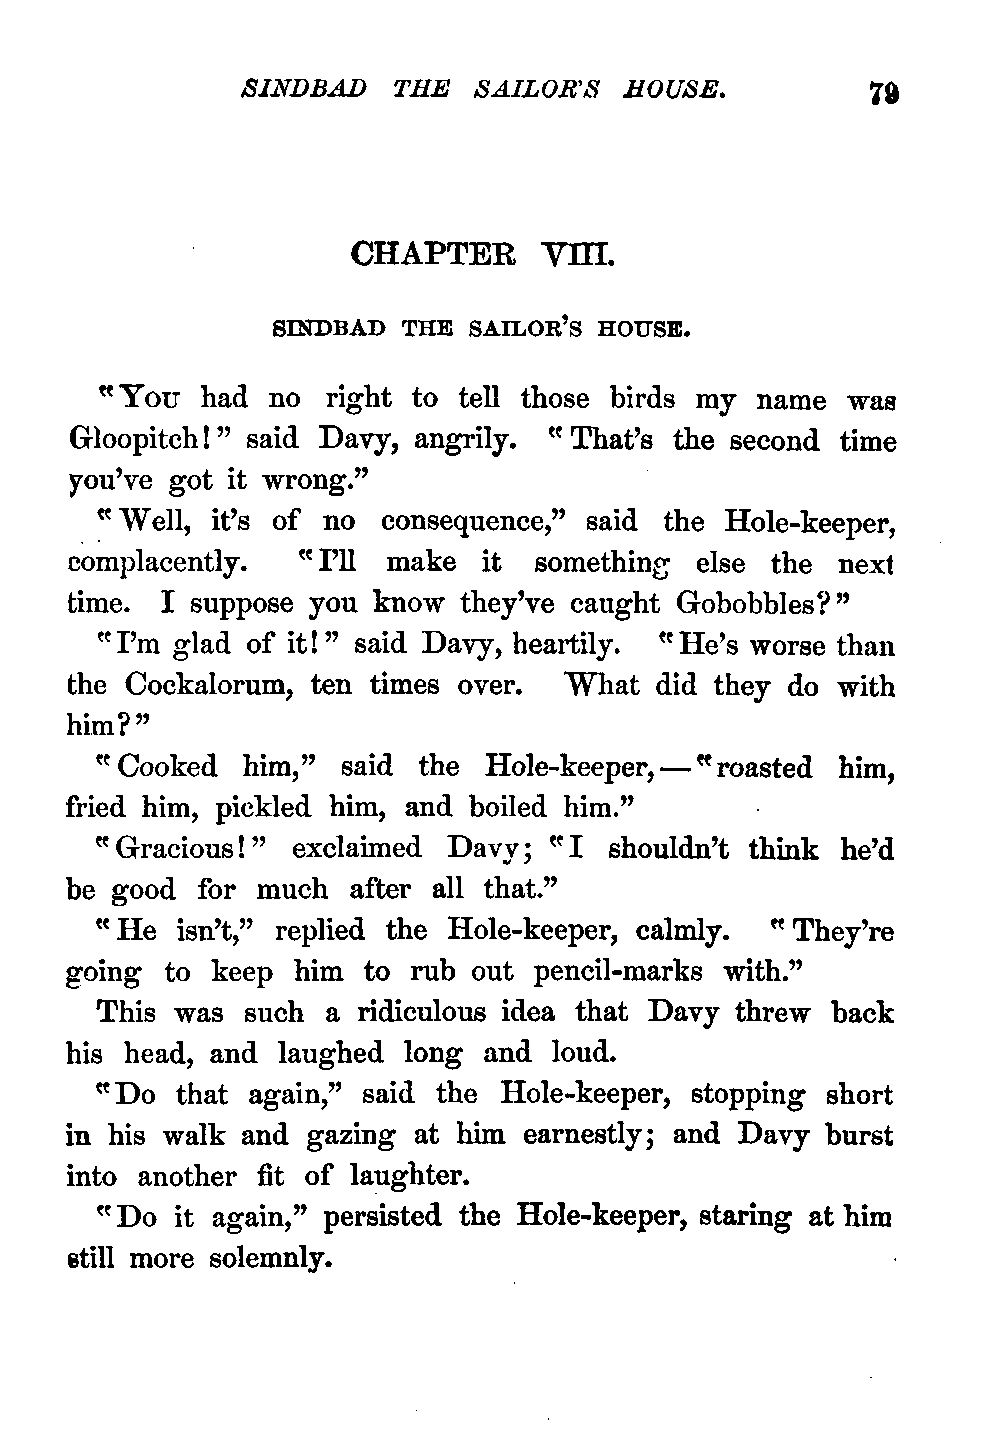 SINDBAD THE SAILOR'S HOUSE. 79
CHAPTER VIII.
SINDBAD THE SAILOR'S HOUSE.
"You had no right to tell those birds my name was
Gloopitch!" said Davy, angrily. "That's the second time
you've got it wrong."
"Well, it's of no consequence," said the Hole-keeper,
complacently. "I'll make it something else the next
time. I suppose you know they've caught Gobobbles?"
"I'm glad of it!" said Davy, heartily. "He's worse than
the Cockalorum, ten times over. What did they do with
him?"
"Cooked him," said the Hole-keeper,—"roasted him,
fried him, pickled him, and boiled him."
"Gracious!" exclaimed Davy; "I shouldn't think he'd
be good for much after all that."
"He isn't," replied the Hole-keeper, calmly. "They're
going to keep him to rub out pencil-marks with."
This was such a ridiculous idea that Davy threw back
his head, and laughed long and loud.
"Do that again," said the Hole-keeper, stopping short
in his walk and gazing at him earnestly; and Davy burst
into another fit of laughter.
"Do it again," persisted the Hole-keeper, staring at him
still more solemnly.